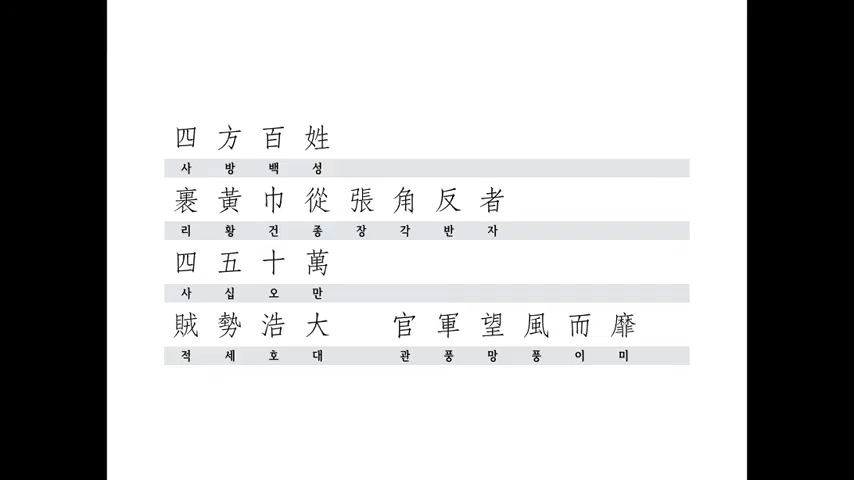 四方百姓
사 방 백 성
裹黃巾從張角反者
리 황 건 종 장 각 반 자
四五十萬
사 십 오 만
賊勢浩大 官軍望風而靡
적 세 호 대 관 풍 망 풍 이 미